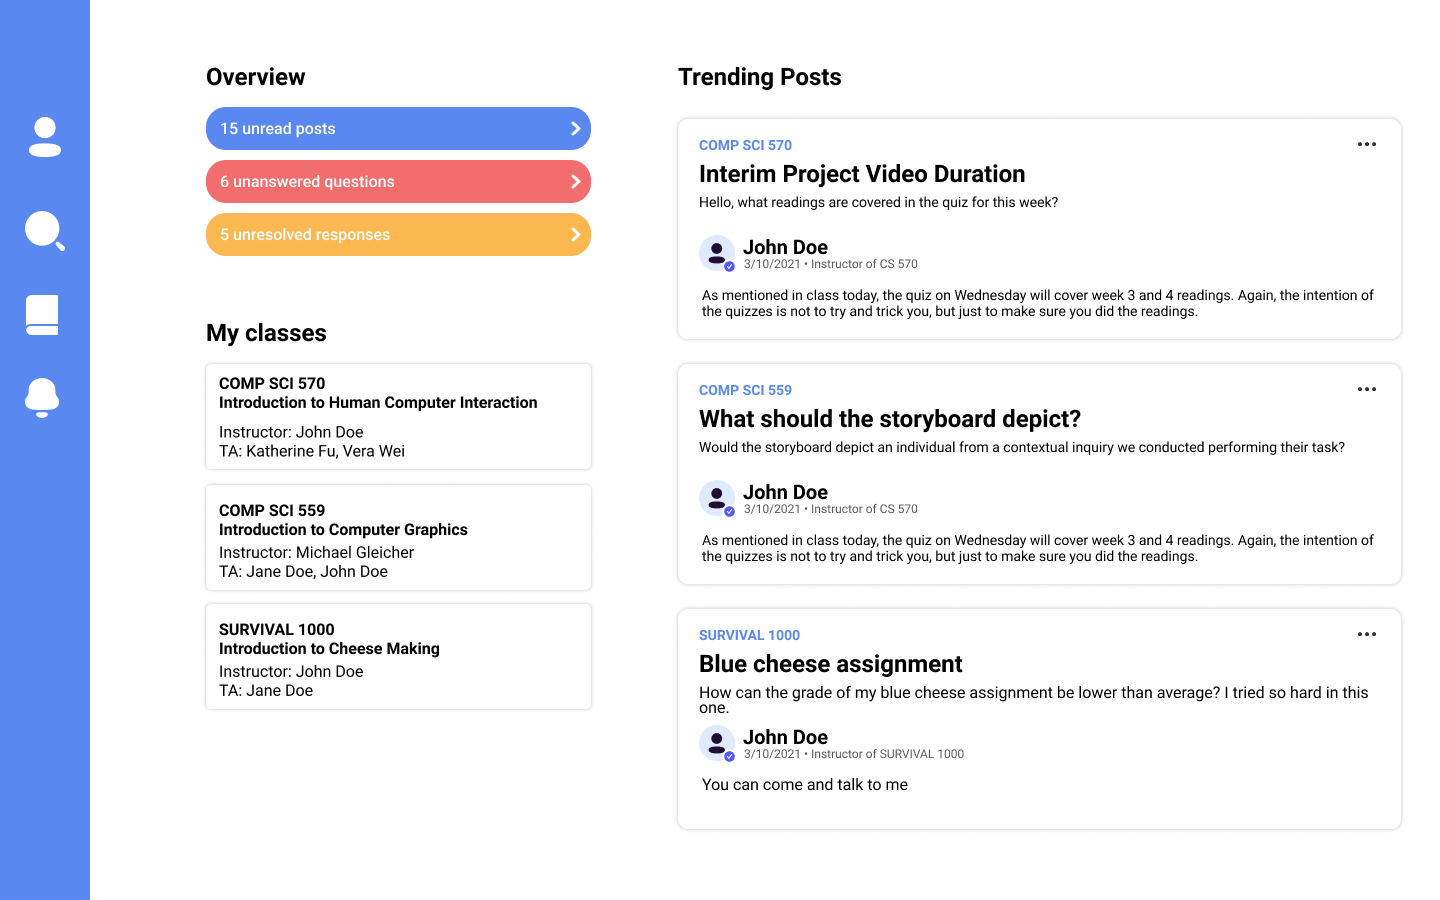 Overview
15 unread posts
6 unanswered questions
5 unresolved responses
My classes
COMP SCI 570
Introduction to Human Computer Interaction
Instructor: John Doe
TA: Katherine Fu, Vera Wei
COMP SCI 559
Introduction to Computer Graphics
Instructor: Michael Gleicher
TA: Jane Doe, John Doe
SURVIVAL 1000
Introduction to Cheese Making
Instructor: John Doe
TA: Jane Doe
Trending Posts
COMP SCI 570
Interim Project Video Duration
Hello, what readings are covered in the quiz for this week?
John Doe
3/10/2021 • Instructor of CS 570
As mentioned in class today, the quiz on Wednesday will cover week 3 and 4 readings. Again, the intention of
the quizzes is not to try and trick you, but just to make sure you did the readings.
COMP SCI 559
What should the storyboard depict?
Would the storyboard depict an individual from a contextual inquiry we conducted performing their task?
John Doe
3/10/2021 • Instructor of CS 570
As mentioned in class today, the quiz on Wednesday will cover week 3 and 4 readings. Again, the intention of
the quizzes is not to try and trick you, but just to make sure you did the readings.
SURVIVAL 1000
Blue cheese assignment
How can the grade of my blue cheese assignment be lower than average? I tried so hard in this
one.
John Doe
3/10/2021 • Instructor of SURVIVAL 1000
You can come and talk to me